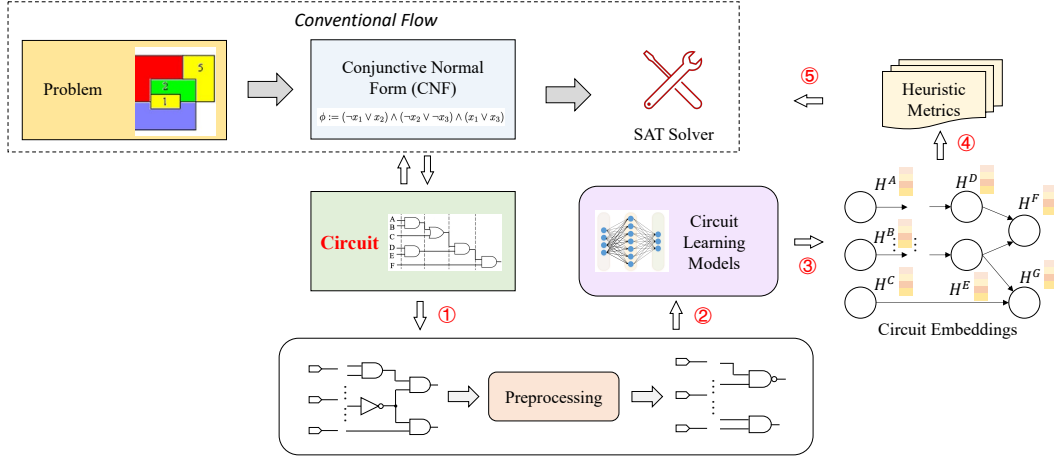 Conventional Flow
Problem
5
2
1
Conjunctive Normal
Form (CNF)
ϕ := (¬x₁ ∨ x₂) ∧ (¬x₂ ∨ ¬x₃) ∧ (x₁ ∨ x₃)
SAT Solver
⑤
Heuristic
Metrics
④
Circuit
A
B
C
D
E
F
Circuit
Learning
Models
③
H^A
H^D
H^F
H^B
H^C
H^E
H^G
Circuit Embeddings
①
②
Preprocessing